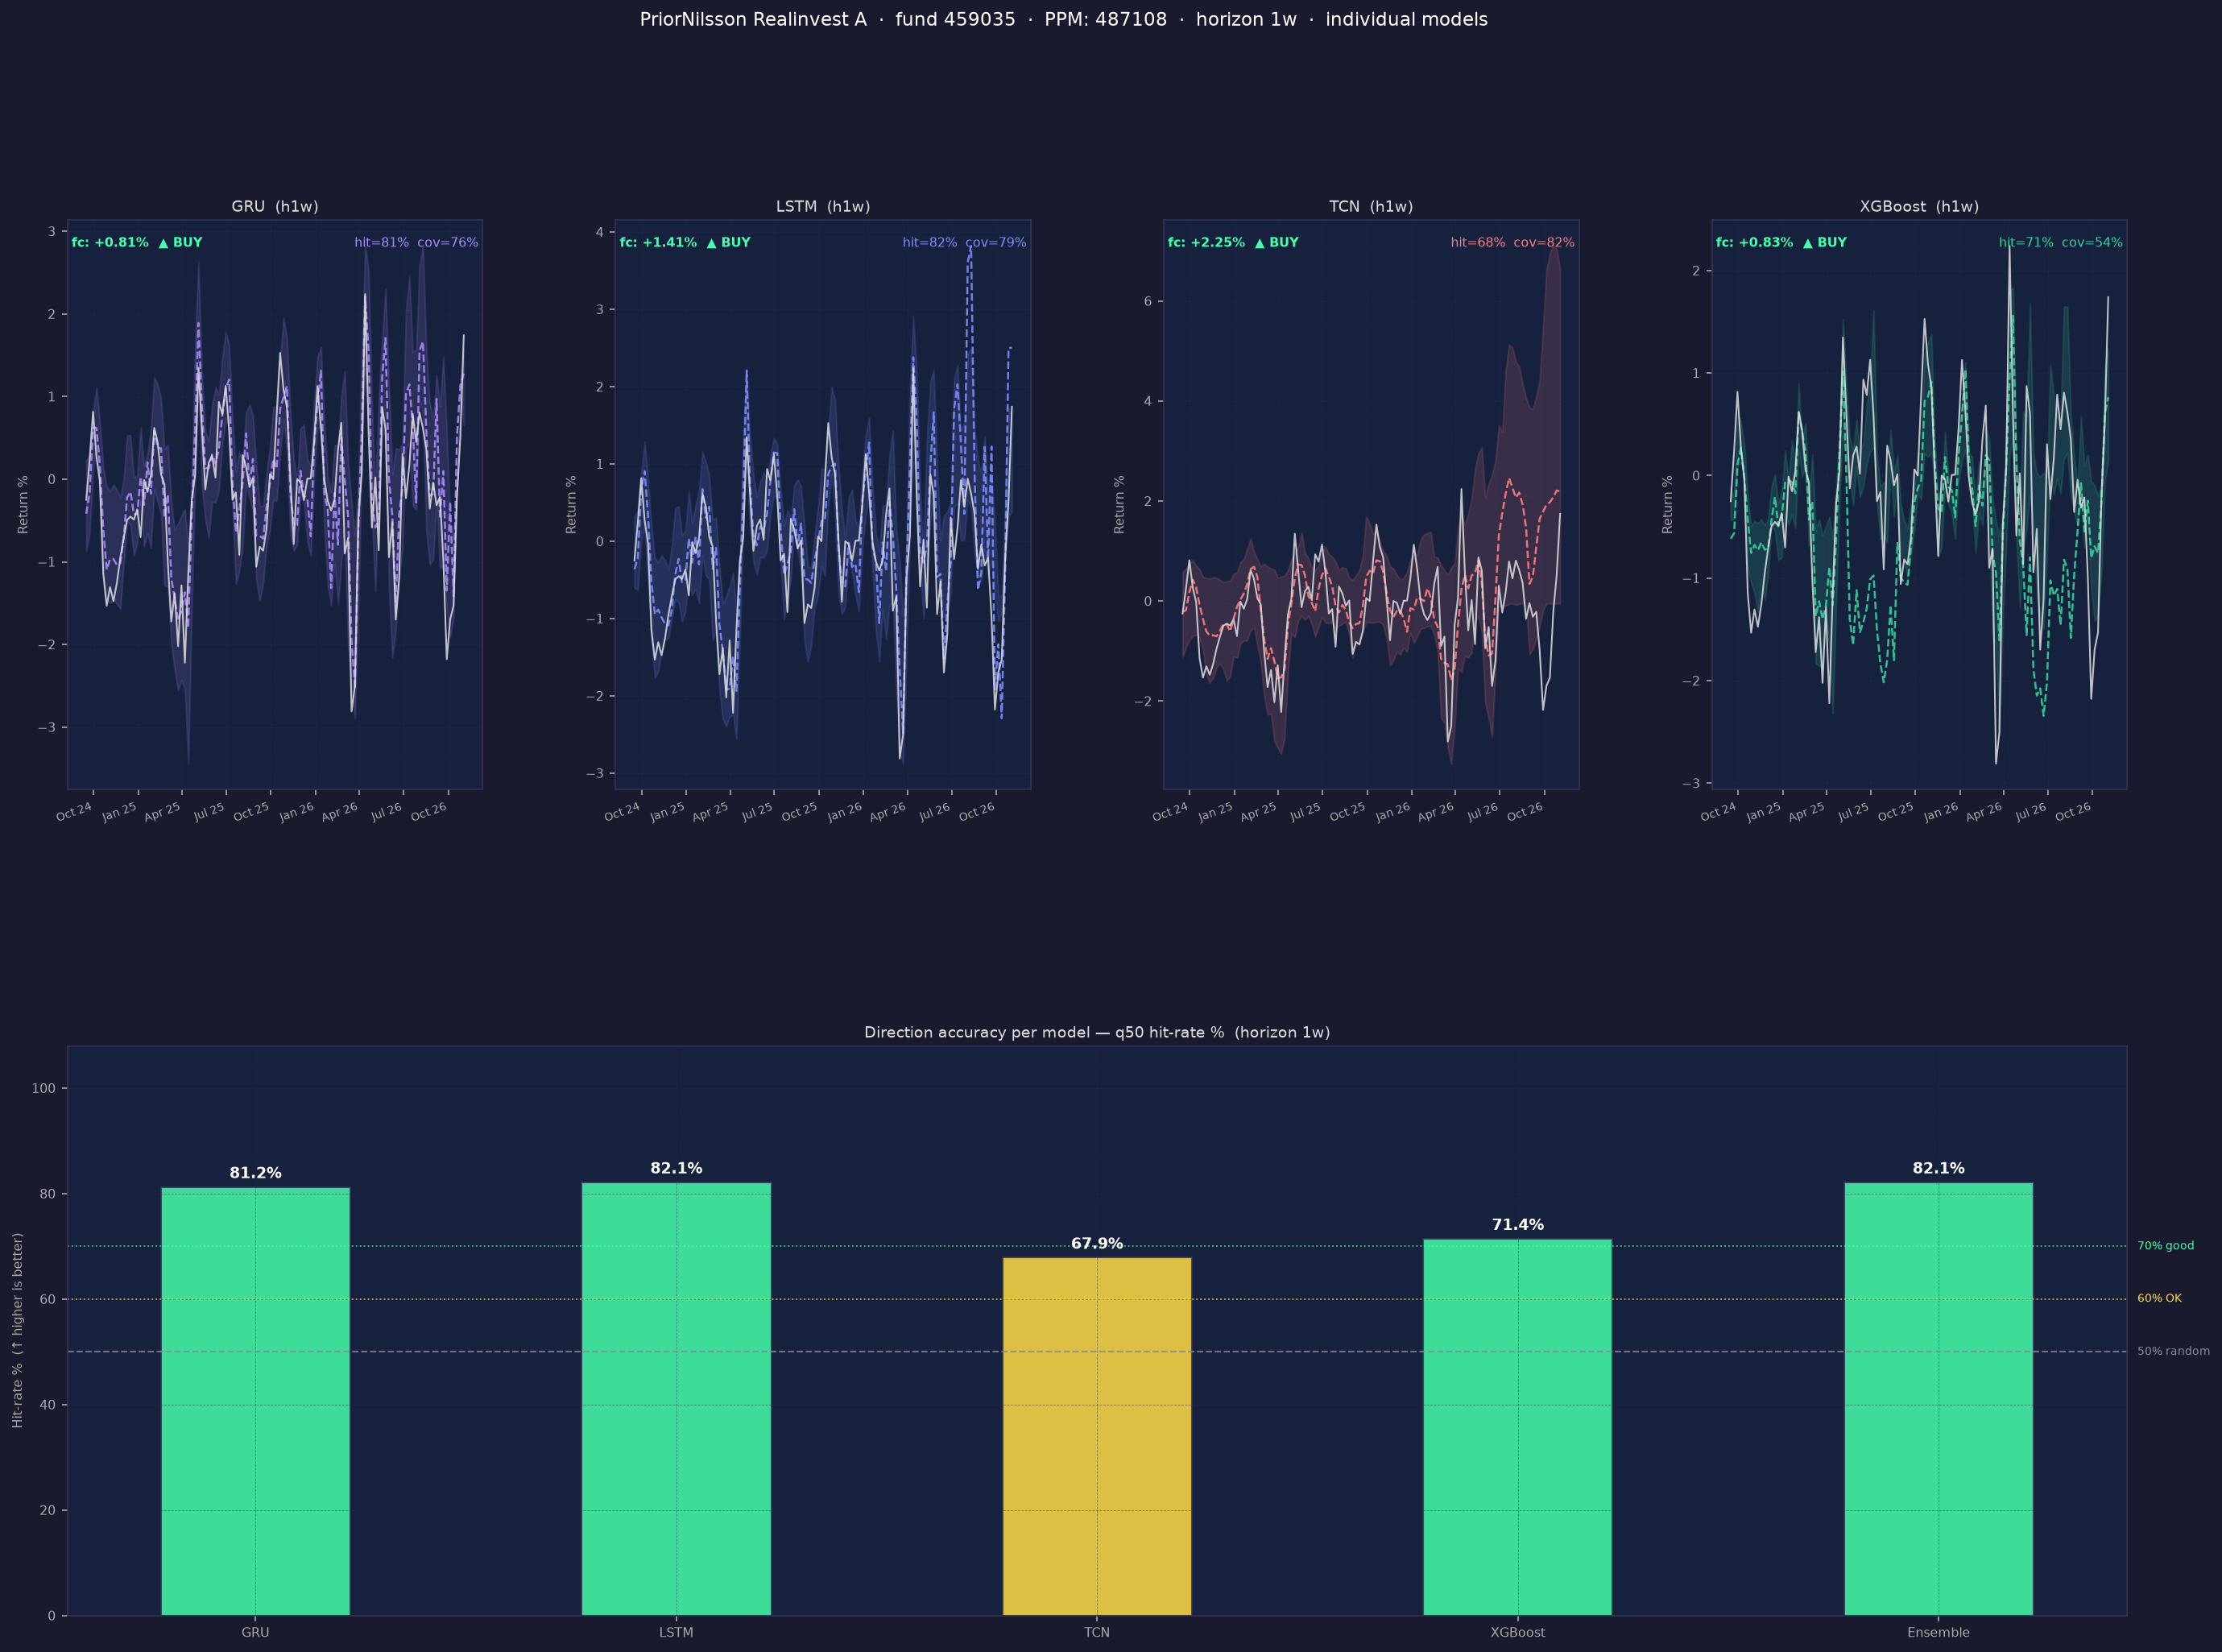 PriorNilsson Realinvest A · fund 459035 · PPM: 487108 · horizon 1w · individual models
GRU (h1w)
fc: +0.81% ▲ BUY
hit=81% cov=76%
Return %
3
2
1
0
−1
−2
−3
Oct 24
Jan 25
Apr 25
Jul 25
Oct 25
Jan 26
Apr 26
Jul 26
Oct 26
LSTM (h1w)
fc: +1.41% ▲ BUY
hit=82% cov=79%
Return %
4
3
2
1
0
−1
−2
−3
Oct 24
Jan 25
Apr 25
Jul 25
Oct 25
Jan 26
Apr 26
Jul 26
Oct 26
TCN (h1w)
fc: +2.25% ▲ BUY
hit=68% cov=82%
Return %
6
4
2
0
−2
Oct 24
Jan 25
Apr 25
Jul 25
Oct 25
Jan 26
Apr 26
Jul 26
Oct 26
XGBoost (h1w)
fc: +0.83% ▲ BUY
hit=71% cov=54%
Return %
2
1
0
−1
−2
−3
Oct 24
Jan 25
Apr 25
Jul 25
Oct 25
Jan 26
Apr 26
Jul 26
Oct 26
Direction accuracy per model — q50 hit-rate % (horizon 1w)
Hit-rate % (↑ higher is better)
100
80
60
40
20
0
81.2%
82.1%
67.9%
71.4%
82.1%
70% good
60% OK
50% random
GRU
LSTM
TCN
XGBoost
Ensemble